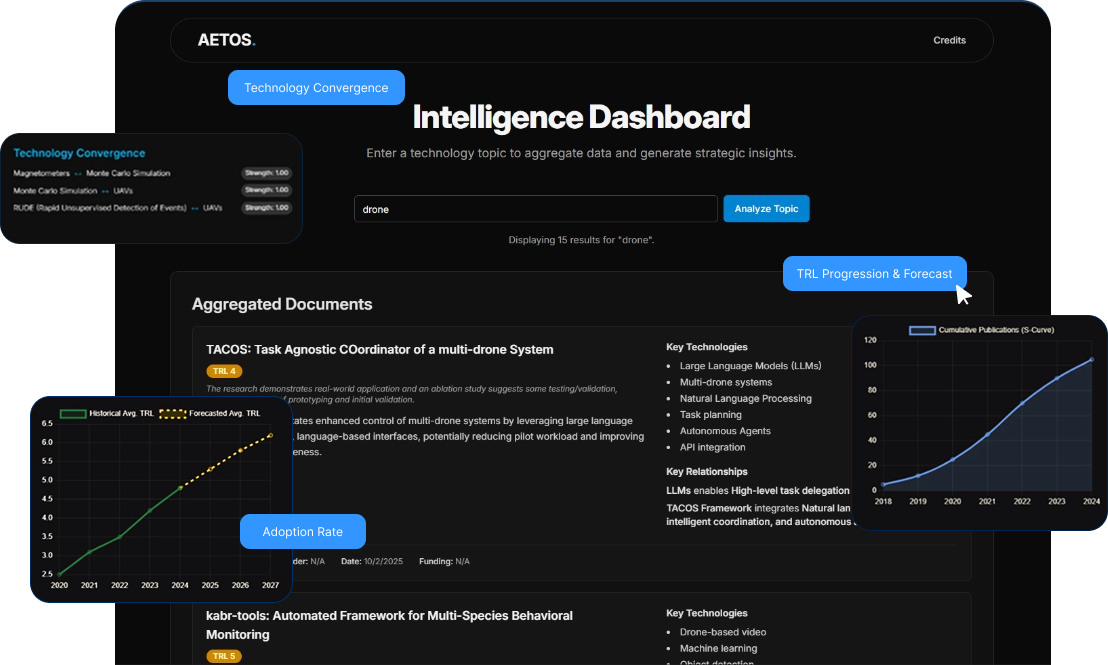 AETOS.
Credits
Technology Convergence
Intelligence Dashboard
Enter a technology topic to aggregate data and generate strategic insights.
drone
Analyze Topic
Displaying 15 results for "drone".
Technology Convergence
Magnetometers ↔ Monte Carlo Simulation
Strength: 1.00
Monte Carlo Simulation ↔ UAVs
Strength: 1.00
RUDE (Rapid Unsupervised Detection of Events) ↔ UAVs
Strength: 1.00
TRL Progression & Forecast
Aggregated Documents
TACOS: Task Agnostic COordinator of a multi-drone System
TRL 4
The research demonstrates real-world application and an ablation study suggests some testing/validation,
of prototyping and initial validation.
enhanced control of multi-drone systems by leveraging large language
language-based interfaces, potentially reducing pilot workload and improving
Key Technologies
• Large Language Models (LLMs)
• Multi-drone systems
• Natural Language Processing
• Task planning
• Autonomous Agents
• API integration
Key Relationships
LLMs enables High-level task delegation
TACOS Framework integrates Natural lan
intelligent coordination, and autonomous
N/A
Date: 10/2/2025
Funding: N/A
Cumulative Publications (S-Curve)
120
100
80
60
40
20
0
2018 2019 2020 2021 2022 2023 2024
Historical Avg. TRL
Forecasted Avg. TRL
6.5
6.0
5.5
5.0
4.5
4.0
3.5
3.0
2.5
2020 2021 2022 2023 2024 2025 2026 2027
Adoption Rate
kabr-tools: Automated Framework for Multi-Species Behavioral
Monitoring
TRL 5
Key Technologies
• Drone-based video
• Machine learning
• Object detection